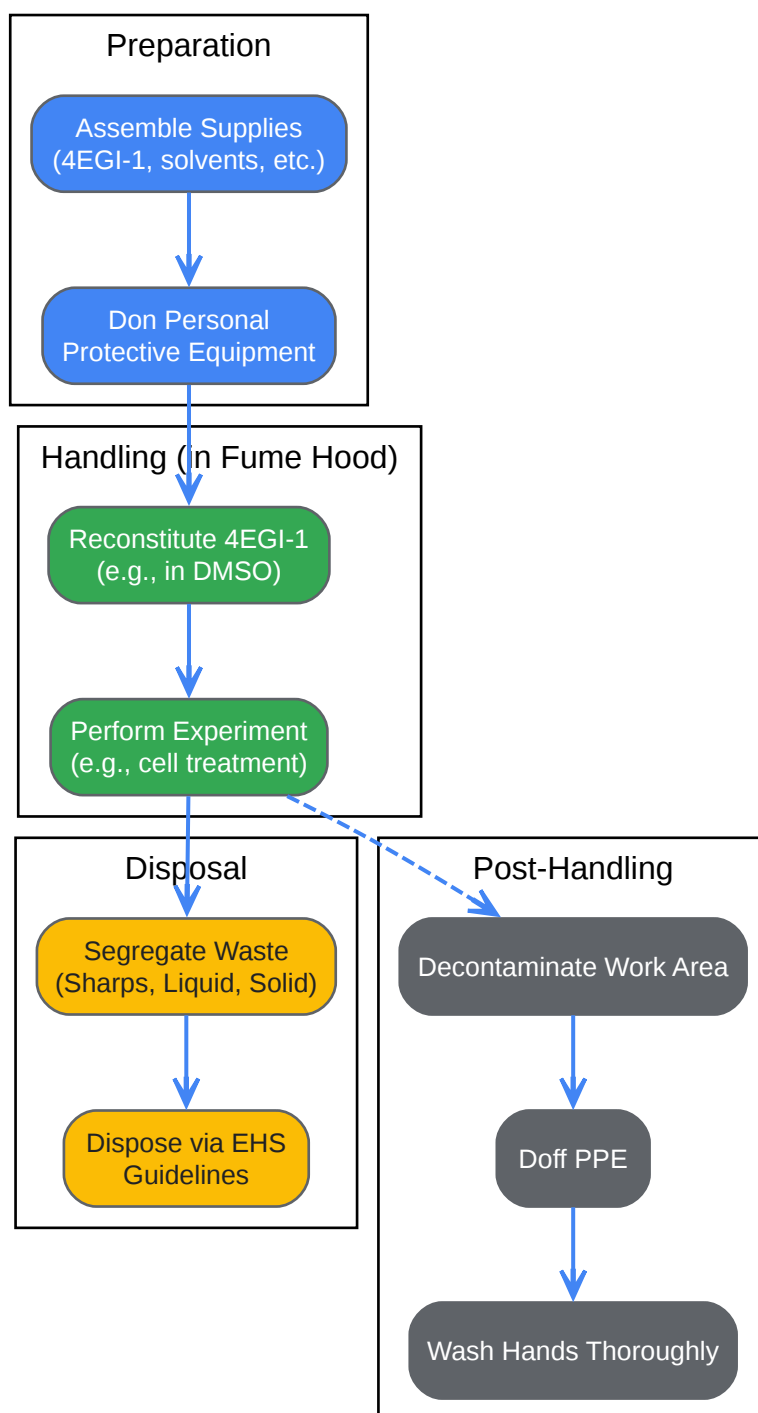 Preparation
Assemble Supplies
(4EGI-1, solvents, etc.)
Don Personal
Protective Equipment
Handling (in Fume Hood)
Reconstitute 4EGI-1
(e.g., in DMSO)
Perform Experiment
(e.g., cell treatment)
Disposal
Segregate Waste
(Sharps, Liquid, Solid)
Dispose via EHS
Guidelines
Post-Handling
Decontaminate Work Area
Doff PPE
Wash Hands Thoroughly